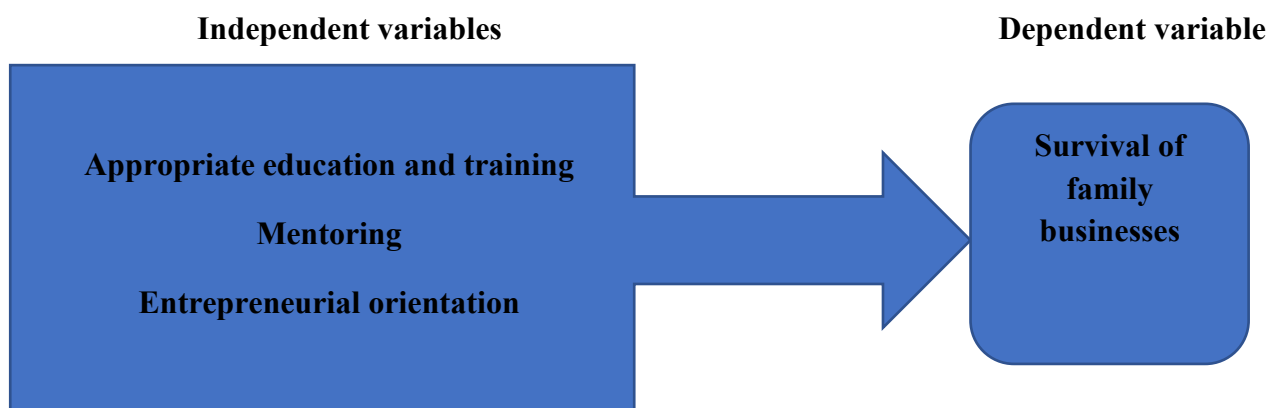 Independent variables
Dependent variable
Appropriate education and training
Mentoring
Entrepreneurial orientation
Survival of
family
businesses